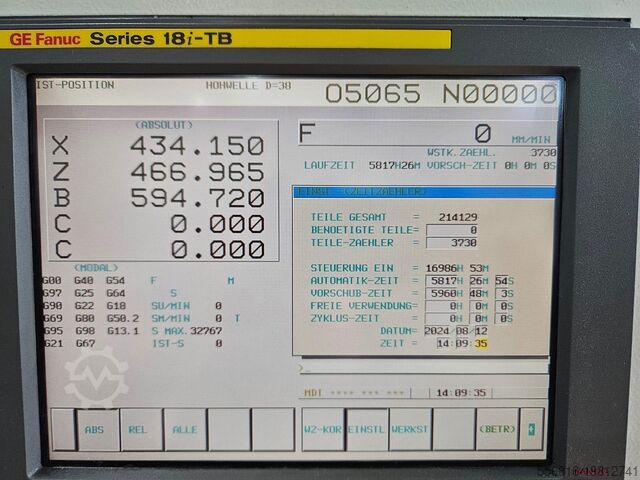 GE Fanuc Series 18i-TB
IST-POSITION HOHWELLE D=38 O5065 N00000
(ABSOLUT)
X 434.150
Z 466.965
B 594.720
C 0.000
C 0.000
F 0 MM/MIN
WSTK.ZAEHL. 3730
LAUFZEIT 5817H26M VORSCH-ZEIT 0H 0M 0S
EINST (ZEITZAEHLER)
TEILE GESAMT = 214129
BENOETIGTE TEILE= 0
TEILE-ZAEHLER = 3730
STEUERUNG EIN = 16986H 53M
AUTOMATIK-ZEIT = 5817H 26M 54S
VORSCHUB-ZEIT = 5960H 48M 3S
FREIE VERWENDUNG= 0H 0M 0S
ZYKLUS-ZEIT = 0H 0M 0S
DATUM= 2024/08/12
ZEIT = 14:09:35
(MODAL)
G00 G40 G54 F M
G97 G25 G64 S
G90 G22 G18 SU/MIN 0
G69 G80 G50.2 SM/MIN 0 T
G95 G98 G13.1 S MAX.32767
G21 G67 IST-S 0
>_
MDI **** *** *** 14:09:35
ABS REL ALLE WZ-KOR EINSTL WERKST (BETR)